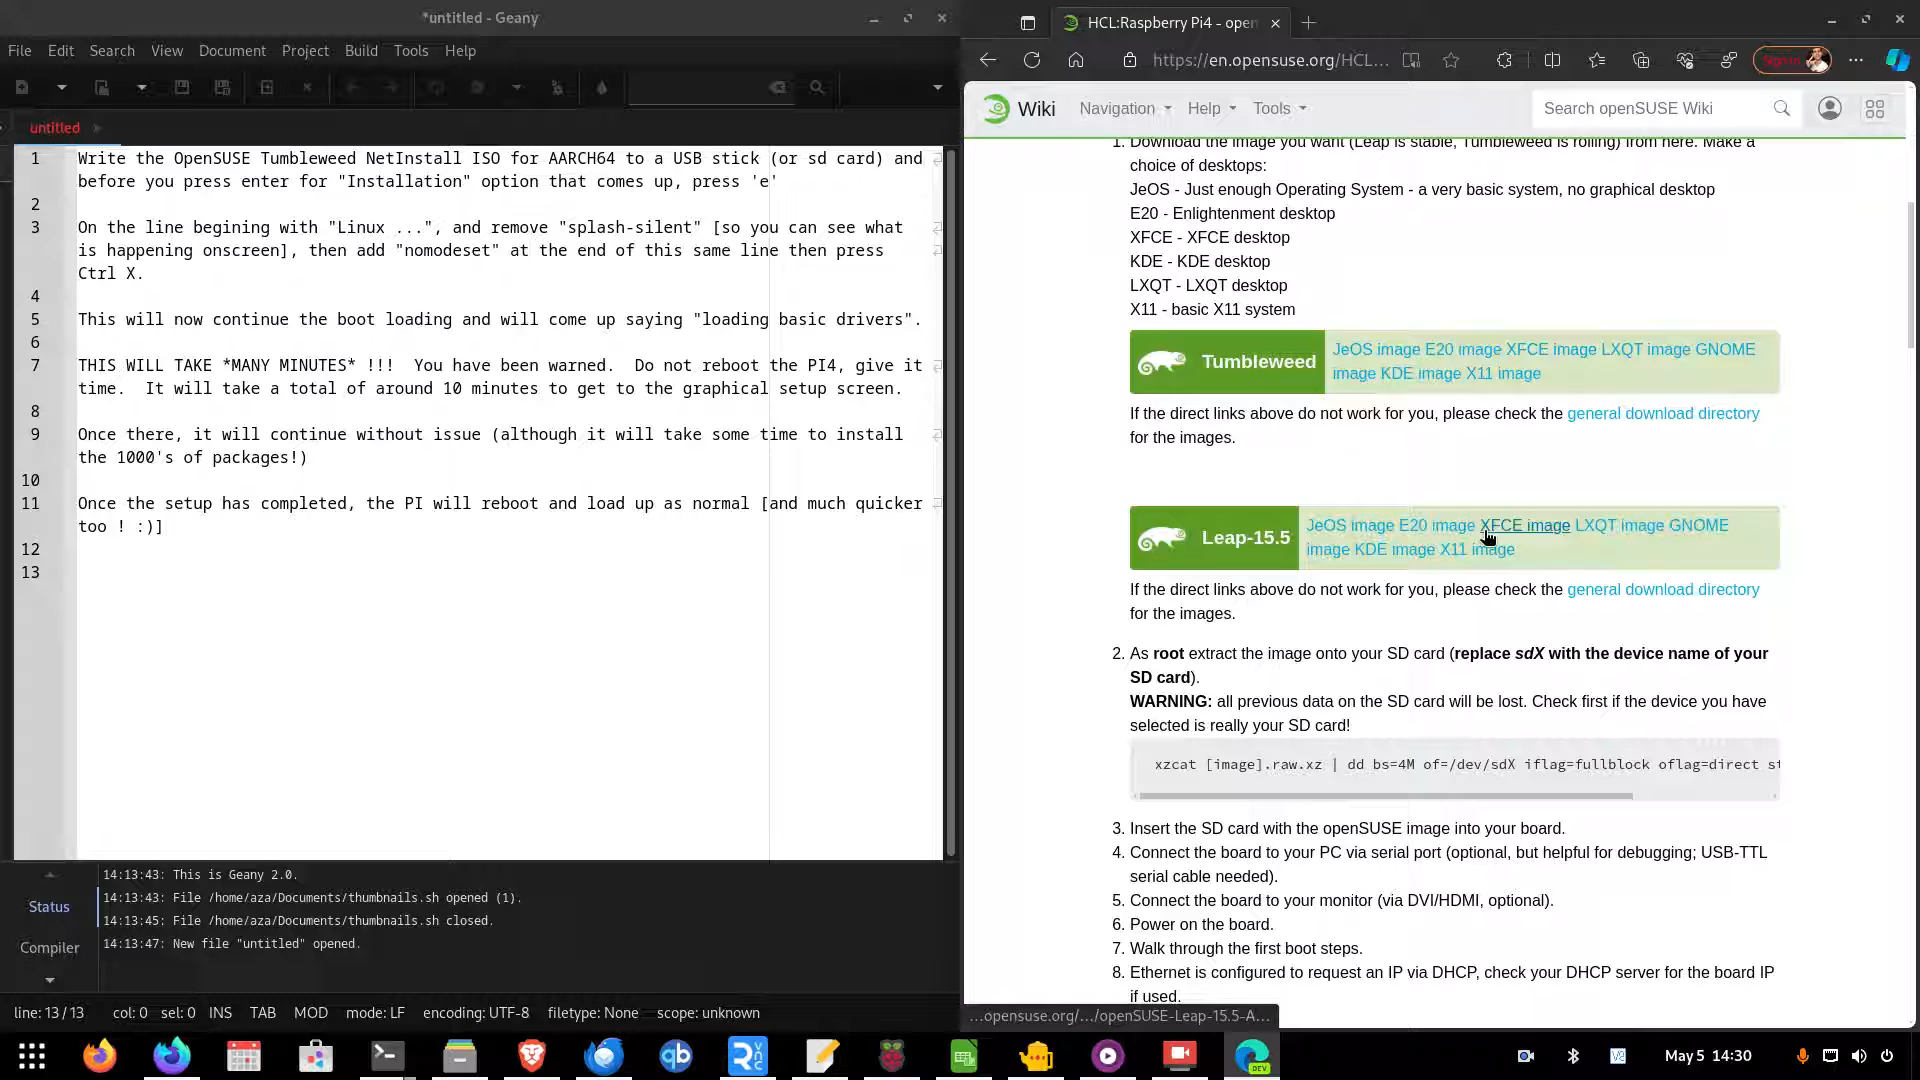 *untitled - Geany
File Edit Search View Document Project Build Tools Help
untitled
1 Write the OpenSUSE Tumbleweed NetInstall ISO for AARCH64 to a USB stick (or sd card) and
before you press enter for "Installation" option that comes up, press 'e'
2
3 On the line begining with "Linux ...", and remove "splash-silent" [so you can see what
is happening onscreen], then add "nomodeset" at the end of this same line then press
Ctrl X.
4
5 This will now continue the boot loading and will come up saying "loading basic drivers".
6
7 THIS WILL TAKE *MANY MINUTES* !!!  You have been warned.  Do not reboot the PI4, give it
time.  It will take a total of around 10 minutes to get to the graphical setup screen.
8
9 Once there, it will continue without issue (although it will take some time to install
the 1000's of packages!)
10
11 Once the setup has completed, the PI will reboot and load up as normal [and much quicker
too ! :)]
12
13
Status
Compiler
14:13:43: This is Geany 2.0.
14:13:43: File /home/aza/Documents/thumbnails.sh opened (1).
14:13:45: File /home/aza/Documents/thumbnails.sh closed.
14:13:47: New file "untitled" opened.
line: 13 / 13 col: 0 sel: 0 INS TAB MOD mode: LF encoding: UTF-8 filetype: None scope: unknown
HCL:Raspberry Pi4 - open
https://en.opensuse.org/HCL...
Sign in
Wiki Navigation Help Tools Search openSUSE Wiki
1. Download the image you want (Leap is stable, Tumbleweed is rolling) from here. Make a
choice of desktops:
JeOS - Just enough Operating System - a very basic system, no graphical desktop
E20 - Enlightenment desktop
XFCE - XFCE desktop
KDE - KDE desktop
LXQT - LXQT desktop
X11 - basic X11 system
Tumbleweed
JeOS image E20 image XFCE image LXQT image GNOME
image KDE image X11 image
If the direct links above do not work for you, please check the general download directory
for the images.
Leap-15.5
JeOS image E20 image XFCE image LXQT image GNOME
image KDE image X11 image
If the direct links above do not work for you, please check the general download directory
for the images.
2. As root extract the image onto your SD card (replace sdX with the device name of your
SD card).
WARNING: all previous data on the SD card will be lost. Check first if the device you have
selected is really your SD card!
xzcat [image].raw.xz | dd bs=4M of=/dev/sdX iflag=fullblock oflag=direct st
3. Insert the SD card with the openSUSE image into your board.
4. Connect the board to your PC via serial port (optional, but helpful for debugging; USB-TTL
serial cable needed).
5. Connect the board to your monitor (via DVI/HDMI, optional).
6. Power on the board.
7. Walk through the first boot steps.
8. Ethernet is configured to request an IP via DHCP, check your DHCP server for the board IP
if used.
...opensuse.org/.../openSUSE-Leap-15.5-A...
qb
VNC
DEV
May 5 14:30